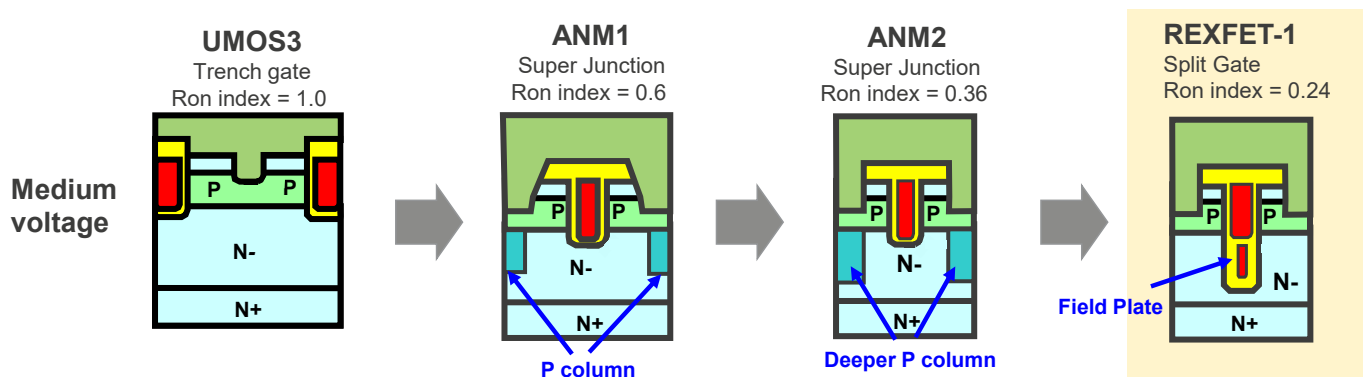 UMOS3
Trench gate
Ron index = 1.0
ANM1
Super Junction
Ron index = 0.6
ANM2
Super Junction
Ron index = 0.36
REXFET-1
Split Gate
Ron index = 0.24
Medium
voltage
P P
N-
N+
P P
N-
N+
P column
P P
N-
N+
Deeper P column
P P
N-
Field Plate
N+